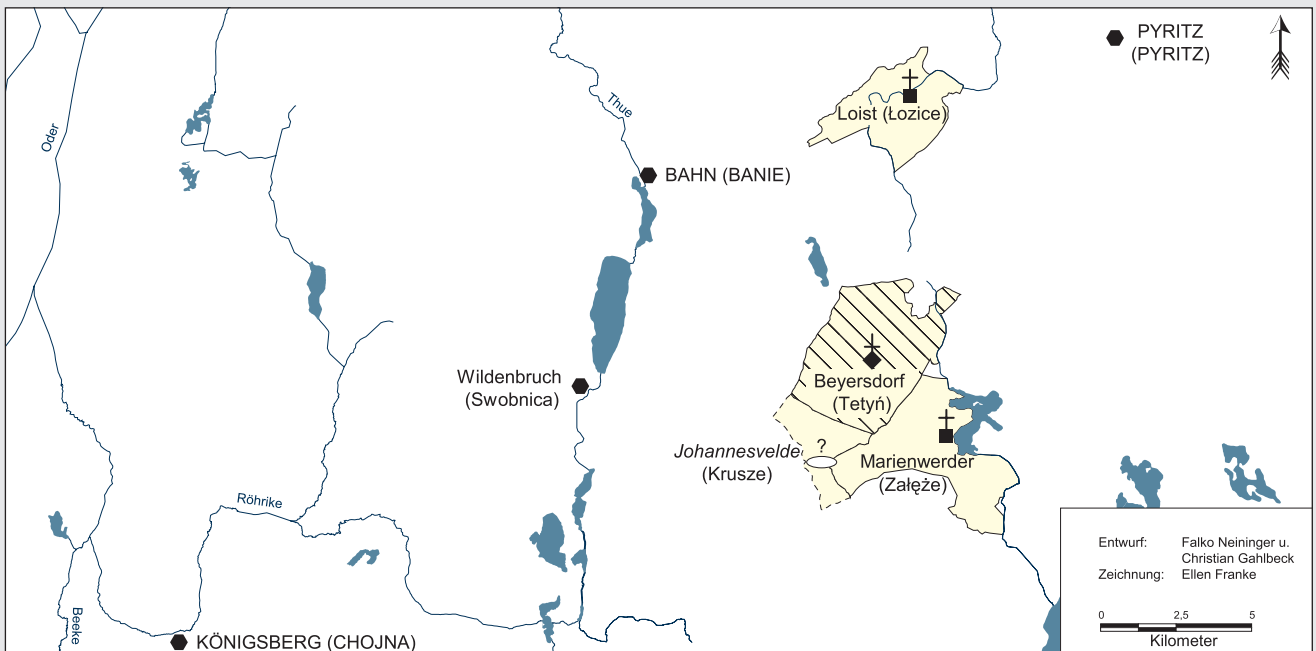 PYRITZ
(PYRITZ)
Oder
Thue
Loist (Łozice)
BAHN (BANIE)
Wildenbruch
(Swobnica)
Beyersdorf
(Tetyń)
Johannesvelde
(Krusze)
?
Marienwerder
(Załęże)
Röhrike
Beeke
KÖNIGSBERG (CHOJNA)
Entwurf: Falko Neininger u.
Christian Gahlbeck
Zeichnung: Ellen Franke
0 2,5 5
Kilometer